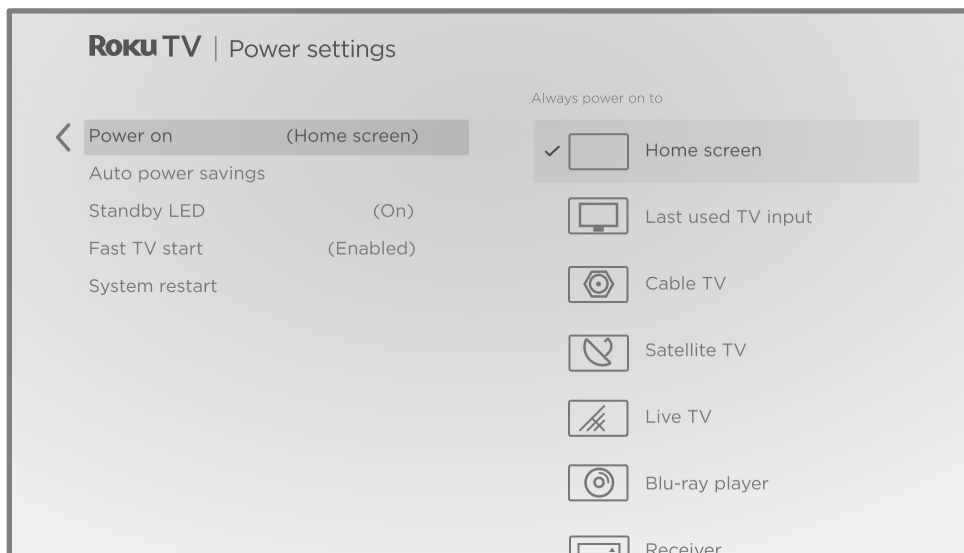 Roku TV | Power settings
Always power on to
Power on (Home screen)
Auto power savings
Standby LED (On)
Fast TV start (Enabled)
System restart
Home screen
Last used TV input
Cable TV
Satellite TV
Live TV
Blu-ray player
Receiver